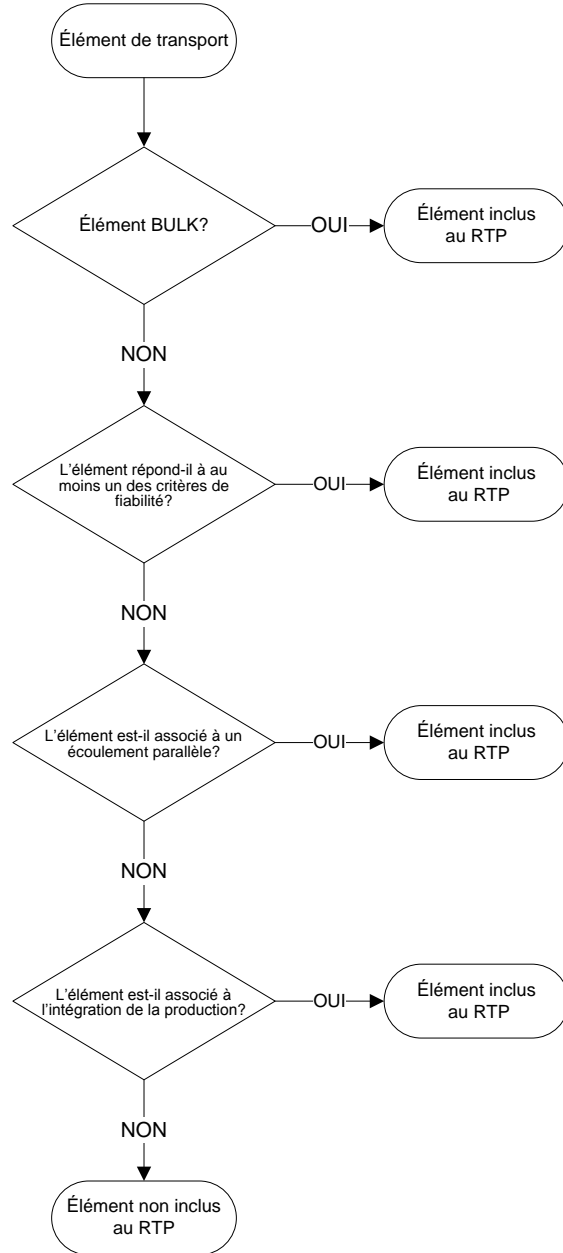 Élément de transport
Élément BULK?
OUI
Élément inclus
au RTP
NON
L’élément répond-il à au
moins un des critères de
fiabilité?
OUI
Élément inclus
au RTP
NON
L’élément est-il associé à un
écoulement parallèle?
OUI
Élément inclus
au RTP
NON
L’élément est-il associé à
l’intégration de la production?
OUI
Élément inclus
au RTP
NON
Élément non inclus
au RTP